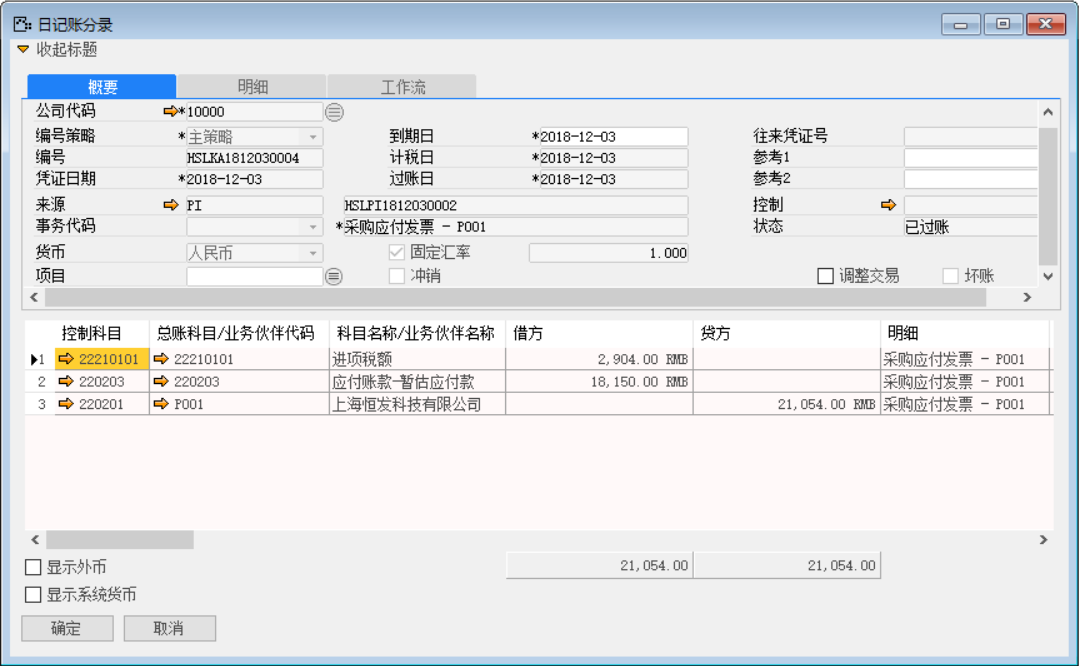 日记账分录
收起标题
概要 明细 工作流
公司代码 *10000
编号策略 *主策略 到期日 *2018-12-03 往来凭证号
编号 HSLKA1812030004 计税日 *2018-12-03 参考1
凭证日期 *2018-12-03 过账日 *2018-12-03 参考2
来源 PI HSLPI1812030002 控制
事务代码 *采购应付发票 - P001 状态 已过账
货币 人民币 固定汇率 1.000
项目 冲销 调整交易 坏账
控制科目 总账科目/业务伙伴代码 科目名称/业务伙伴名称 借方 贷方 明细
1 22210101 22210101 进项税额 2,904.00 RMB 采购应付发票 - P001
2 220203 220203 应付账款-暂估应付款 18,150.00 RMB 采购应付发票 - P001
3 220201 P001 上海恒发科技有限公司 21,054.00 RMB 采购应付发票 - P001
显示外币 21,054.00 21,054.00
显示系统货币
确定 取消